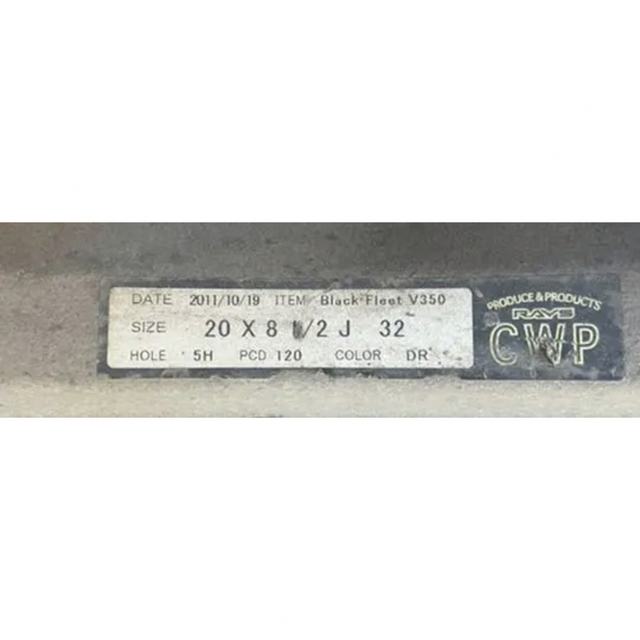 DATE 2011/10/19 ITEM Black Fleet V350
SIZE 20 X 8 1/2 J 32
HOLE 5H PCD 120 COLOR DR
PRODUCE & PRODUCTS
RAYS
CWP